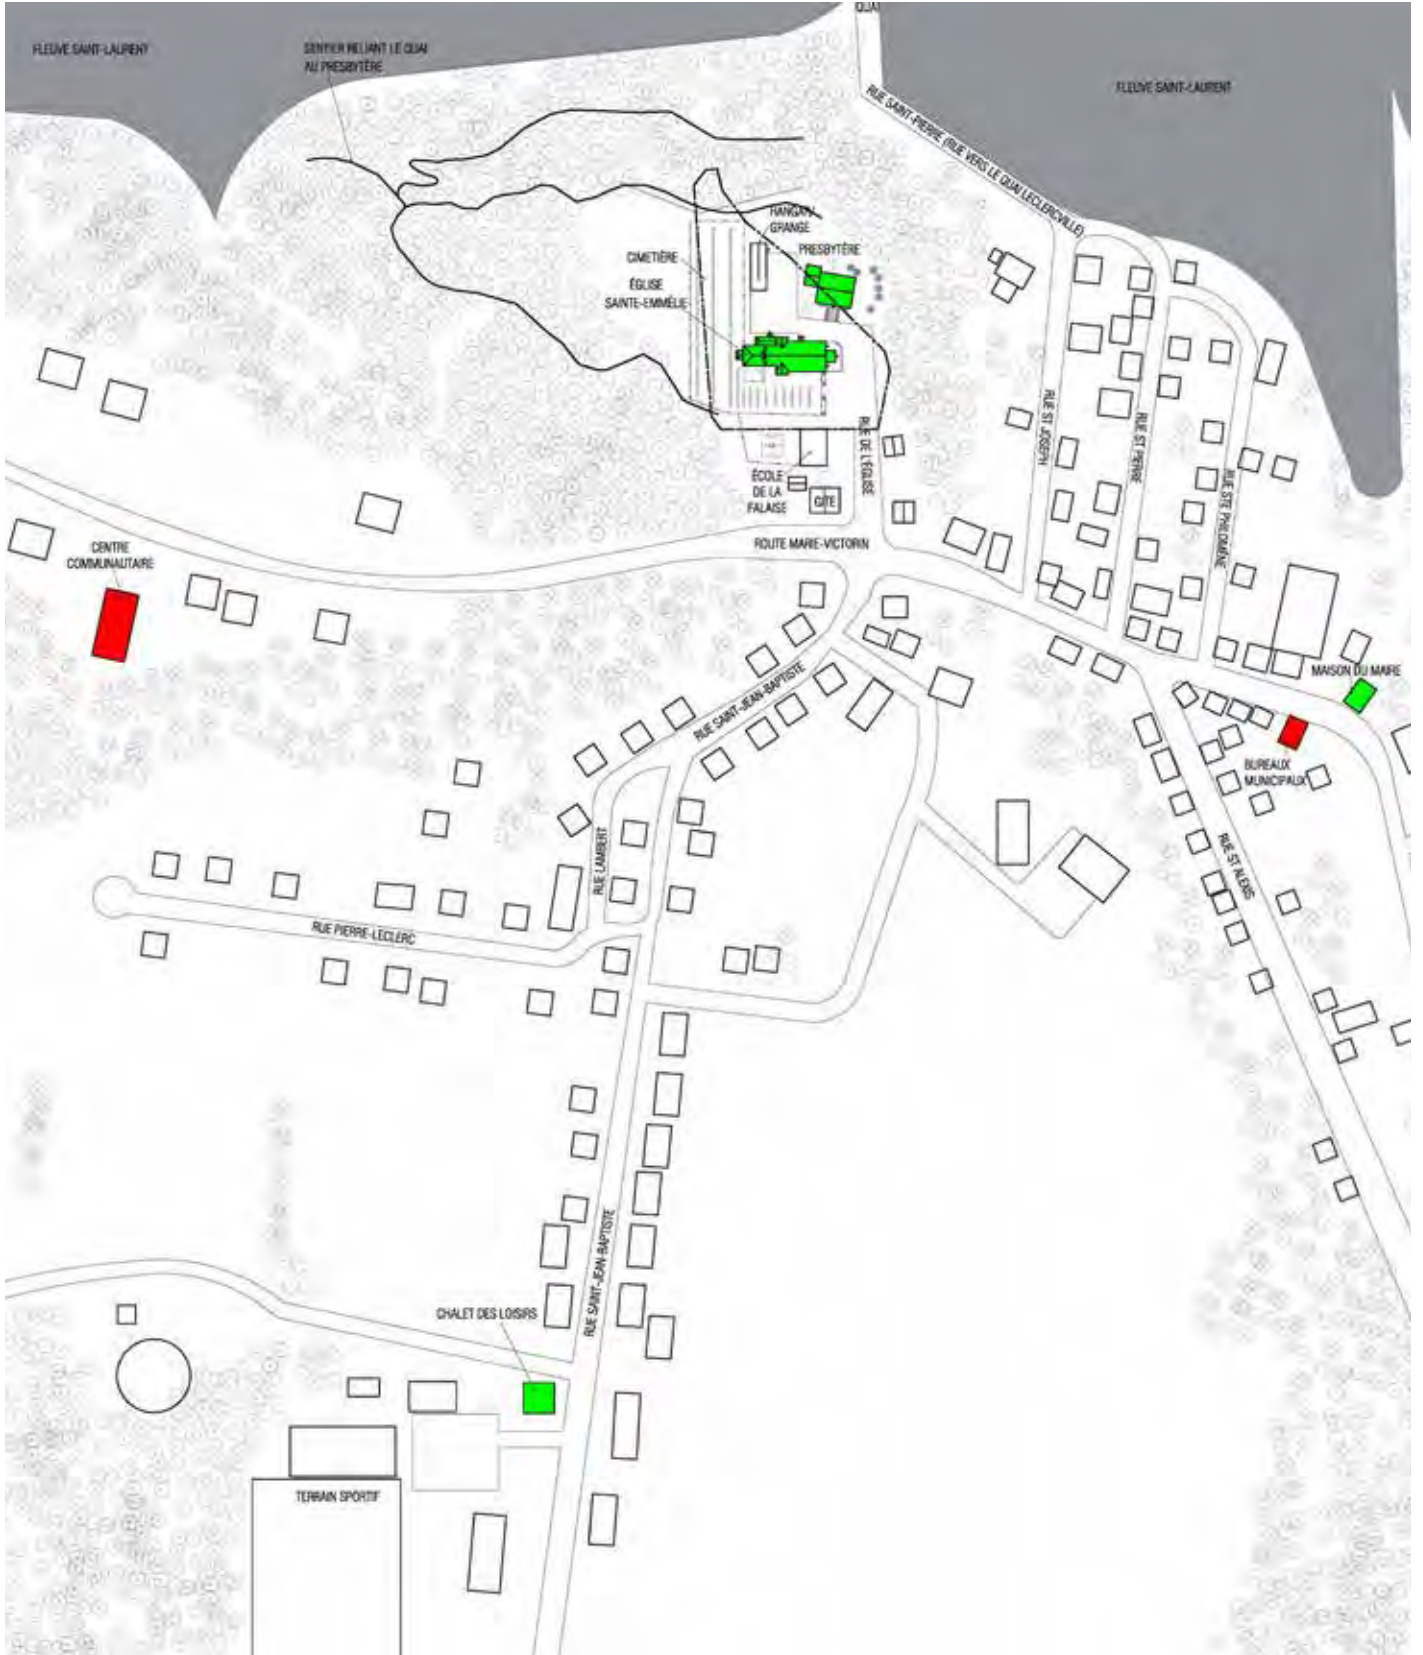 QUAI
FLEUVE SAINT-LAURENT
SENTIER RELIANT LE QUAI
AU PRESBYTÈRE
FLEUVE SAINT-LAURENT
RUE SAINT-PIERRE (RUE VERS LE QUAI LECLERCVILLE)
HANGAR/
GRANGE
PRESBYTÈRE
CIMETIÈRE
ÉGLISE
SAINTE-EMMÉLIE
RUE ST JOSEPH
RUE ST PIERRE
RUE DE L'ÉGLISE
RUE STE PHILOMÈNE
ÉCOLE
DE LA
FALAISE
GÎTE
ROUTE MARIE-VICTORIN
CENTRE
COMMUNAUTAIRE
MAISON DU MAIRE
RUE SAINT-JEAN-BAPTISTE
BUREAUX
MUNICIPAUX
RUE LAMBERT
RUE ST ALEXIS
RUE PIERRE-LECLERC
RUE SAINT-JEAN-BAPTISTE
CHALET DES LOISIRS
TERRAIN SPORTIF